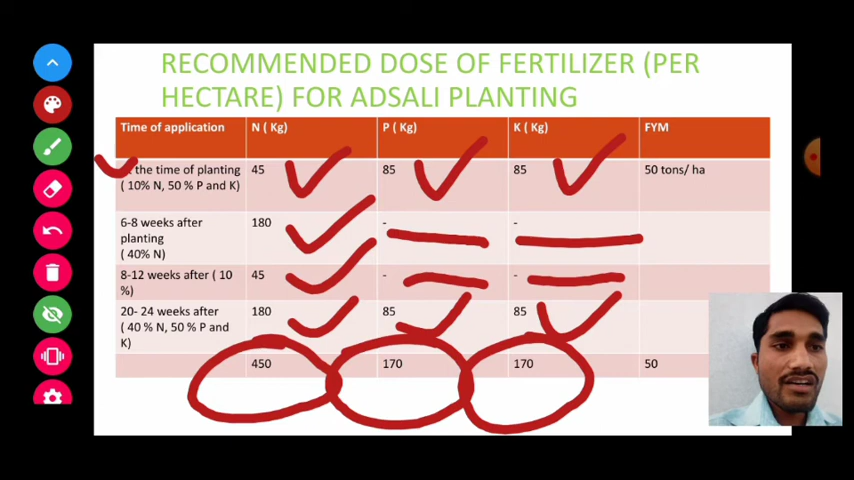 RECOMMENDED DOSE OF FERTILIZER (PER
HECTARE) FOR ADSALI PLANTING
Time of application N ( Kg) P ( Kg) K ( Kg) FYM
the time of planting 45 85 85 50 tons/ ha
( 10% N, 50 % P and K)
6-8 weeks after 180 - -
planting
( 40% N)
8-12 weeks after ( 10 45 - -
%)
20- 24 weeks after 180 85 85
( 40 % N, 50 % P and
K)
450 170 170 50